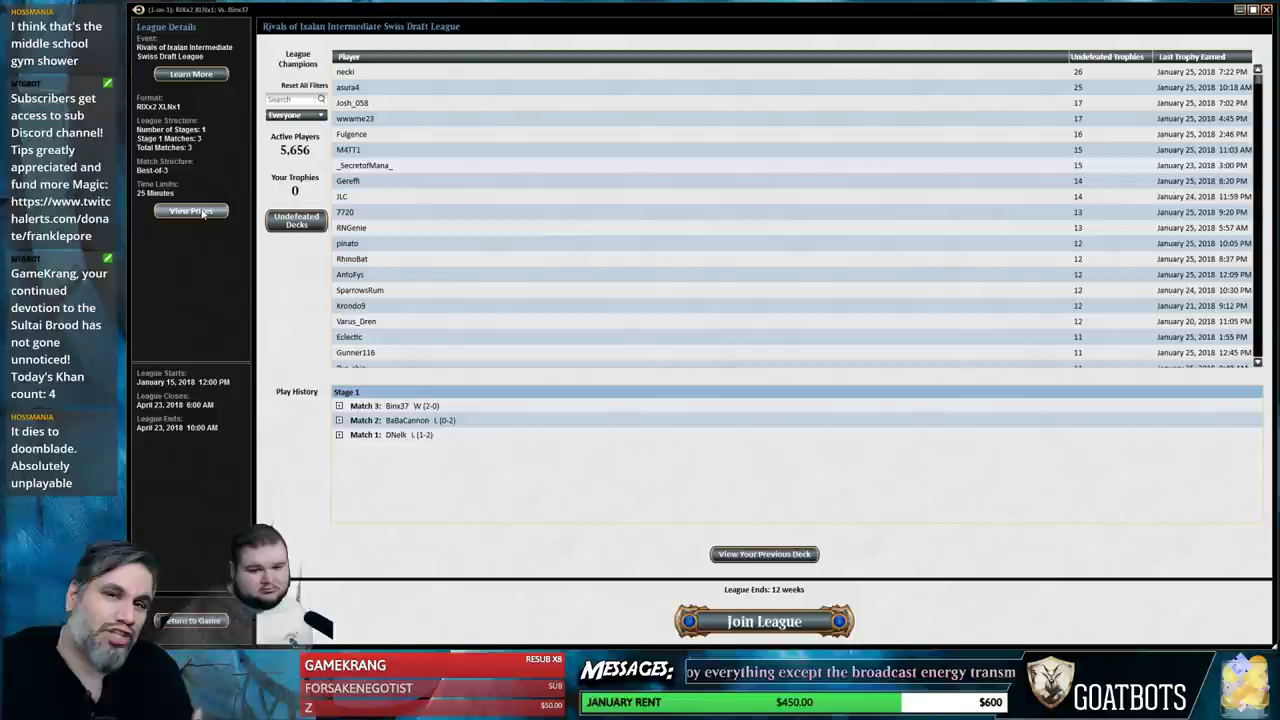 HOSSMANIA
I think that's the
middle school
gym shower
MTGBOT
Subscribers get
access to sub
Discord channel!
Tips greatly
appreciated and
fund more Magic:
https://www.twitc
halerts.com/dona
te/franklepore
MTGBOT
GameKrang, your
continued
devotion to the
Sultai Brood has
not gone
unnoticed!
Today's Khan
count: 4
HOSSMANIA
It dies to
doomblade.
Absolutely
unplayable
(1-on-1): RIXx2 XLNx1: Vs. Binx37
League Details
Event:
Rivals of Ixalan Intermediate
Swiss Draft League
Learn More
Format:
RIXx2 XLNx1
League Structure:
Number of Stages: 1
Stage 1 Matches: 3
Total Matches: 3
Match Structure:
Best-of-3
Time Limits:
25 Minutes
View Prizes
League Starts:
January 15, 2018 12:00 PM
League Closes:
April 23, 2018 6:00 AM
League Ends:
April 23, 2018 10:00 AM
Return to Game
Rivals of Ixalan Intermediate Swiss Draft League
League
Champions
Reset All Filters
Search
Everyone
Active Players
5,656
Your Trophies
0
Undefeated
Decks
Player Undefeated Trophies Last Trophy Earned
necki 26 January 25, 2018 7:22 PM
asura4 25 January 25, 2018 10:18 AM
Josh_058 17 January 25, 2018 7:02 PM
wwwme23 17 January 25, 2018 4:45 PM
Fulgence 16 January 25, 2018 2:46 PM
M4TT1 15 January 25, 2018 11:03 AM
_SecretofMana_ 15 January 23, 2018 3:00 PM
Gereffi 14 January 25, 2018 8:20 PM
JLC 14 January 24, 2018 11:59 PM
7720 13 January 25, 2018 9:20 PM
RNGenie 13 January 25, 2018 5:57 AM
pinato 12 January 25, 2018 10:05 PM
RhinoBat 12 January 25, 2018 8:37 PM
AntoFys 12 January 25, 2018 12:09 PM
SparrowsRum 12 January 24, 2018 10:30 PM
Krondo9 12 January 21, 2018 9:12 PM
Varus_Dren 12 January 20, 2018 11:05 PM
Eclectic 11 January 25, 2018 1:55 PM
Gunner116 11 January 25, 2018 12:45 PM
Play History
Stage 1
Match 3: Binx37 W (2-0)
Match 2: BaBaCannon- L (0-2)
Match 1: DNelk L (1-2)
View Your Previous Deck
League Ends: 12 weeks
Join League
GAMEKRANG RESUB X8
FORSAKENEGOTIST SUB
Z $50.00
MESSAGES:
by everything except the broadcast energy transm
JANUARY RENT $450.00 $600
GOATBOTS